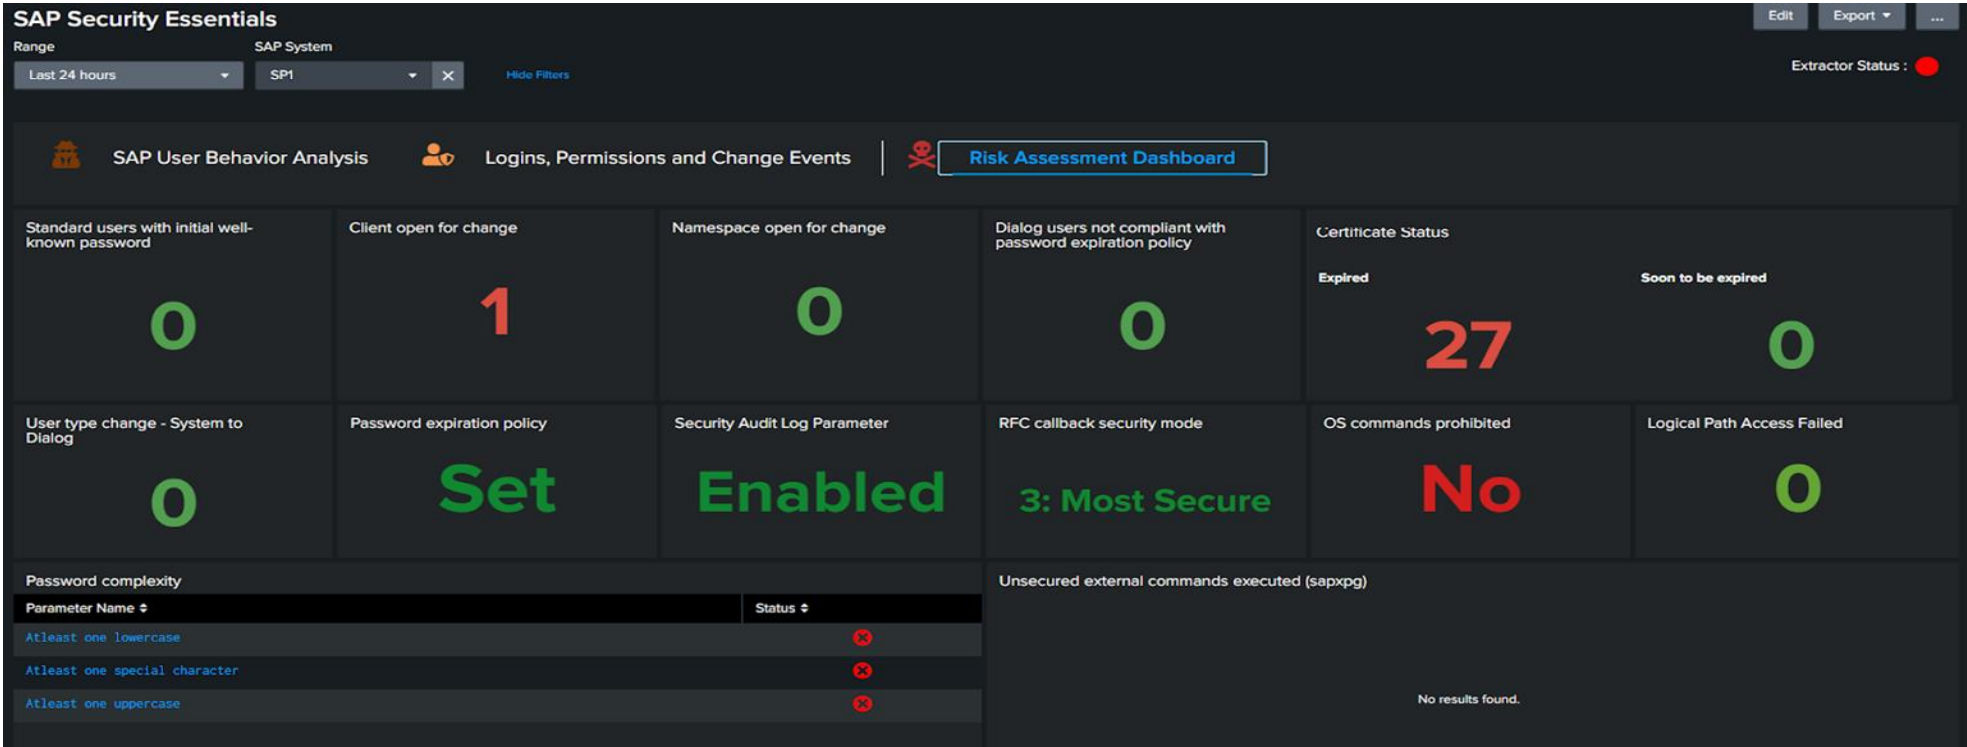 SAP Security Essentials
Edit
Export
...
Range
SAP System
Last 24 hours
SP1
Hide Filters
Extractor Status :
SAP User Behavior Analysis
Logins, Permissions and Change Events
Risk Assessment Dashboard
Standard users with initial well-
known password
0
Client open for change
1
Namespace open for change
0
Dialog users not compliant with
password expiration policy
0
Certificate Status
Expired
27
Soon to be expired
0
User type change - System to
Dialog
0
Password expiration policy
Set
Security Audit Log Parameter
Enabled
RFC callback security mode
3: Most Secure
OS commands prohibited
No
Logical Path Access Failed
0
Password complexity
Parameter Name
Status
Atleast one lowercase
Atleast one special character
Atleast one uppercase
Unsecured external commands executed (sapxpg)
No results found.